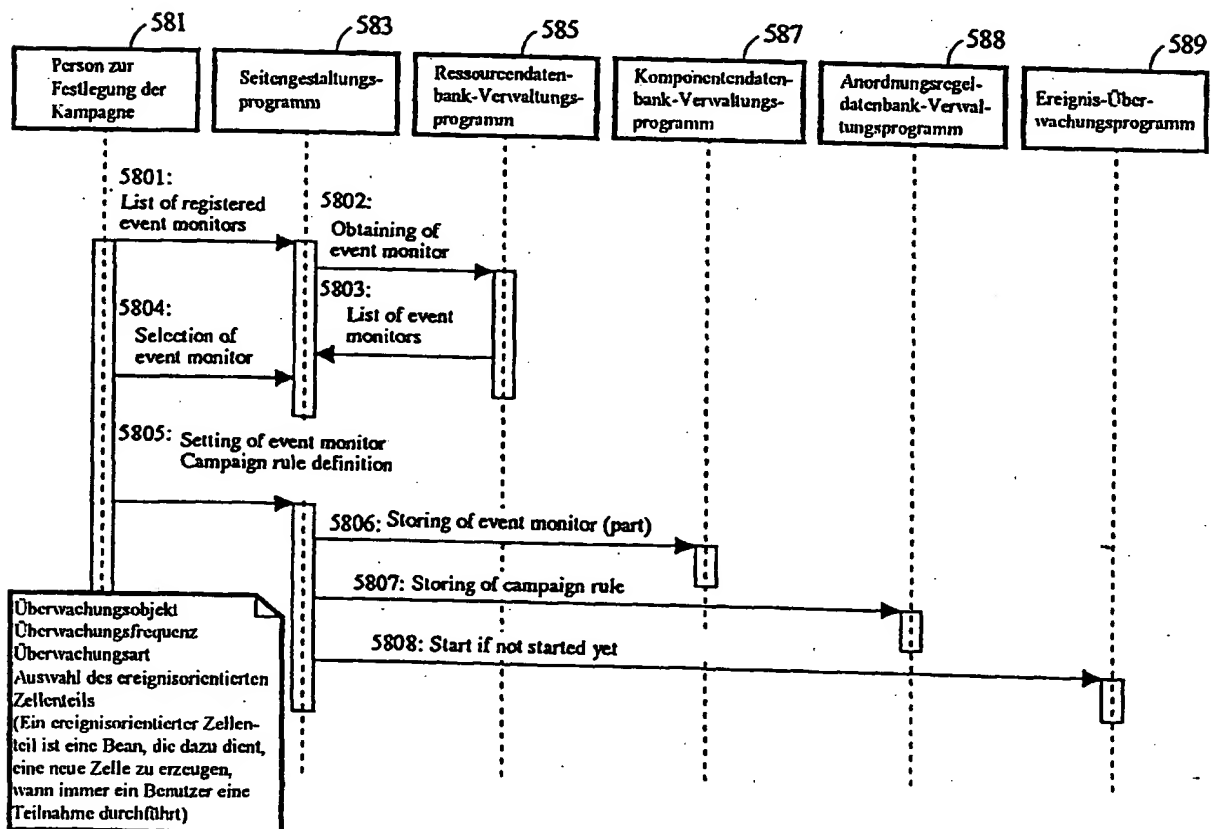 581
583
585
587
588
589
Person zur
Festlegung der
Kampagne
Seitengestaltungs-
programm
Ressourcendaten-
bank-Verwaltungs-
programm
Komponentendaten-
bank-Verwaltungs-
programm
Anordnungsregel-
datenbank-Verwal-
tungsprogramm
Ereignis-Über-
wachungsprogramm
5801:
List of registered
event monitors
5802:
Obtaining of
event monitor
5803:
List of event
monitors
5804:
Selection of
event monitor
5805: Setting of event monitor
Campaign rule definition
5806: Storing of event monitor (part)
5807: Storing of campaign rule
5808: Start if not started yet
Überwachungsobjekt
Überwachungsfrequenz
Überwachungsart
Auswahl des ereignisorientierten
Zellenteils
(Ein ereignisorientierter Zellen-
teil ist eine Bean, die dazu dient,
eine neue Zelle zu erzeugen,
wann immer ein Benutzer eine
Teilnahme durchführt)